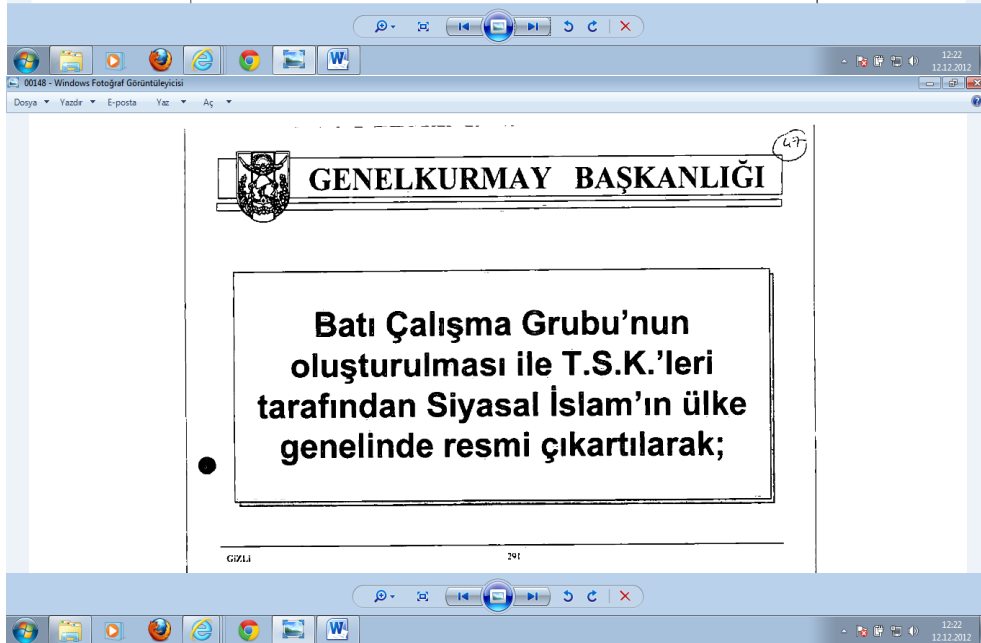 12:22
12.12.2012
00148 - Windows Fotoğraf Görüntüleyicisi
Dosya Yazdır E-posta Yaz Aç
47
GENELKURMAY BAŞKANLIĞI
Batı Çalışma Grubu'nun
oluşturulması ile T.S.K.'leri
tarafından Siyasal İslam'ın ülke
genelinde resmi çıkartılarak;
GİZLİ 291
12:22
12.12.2012